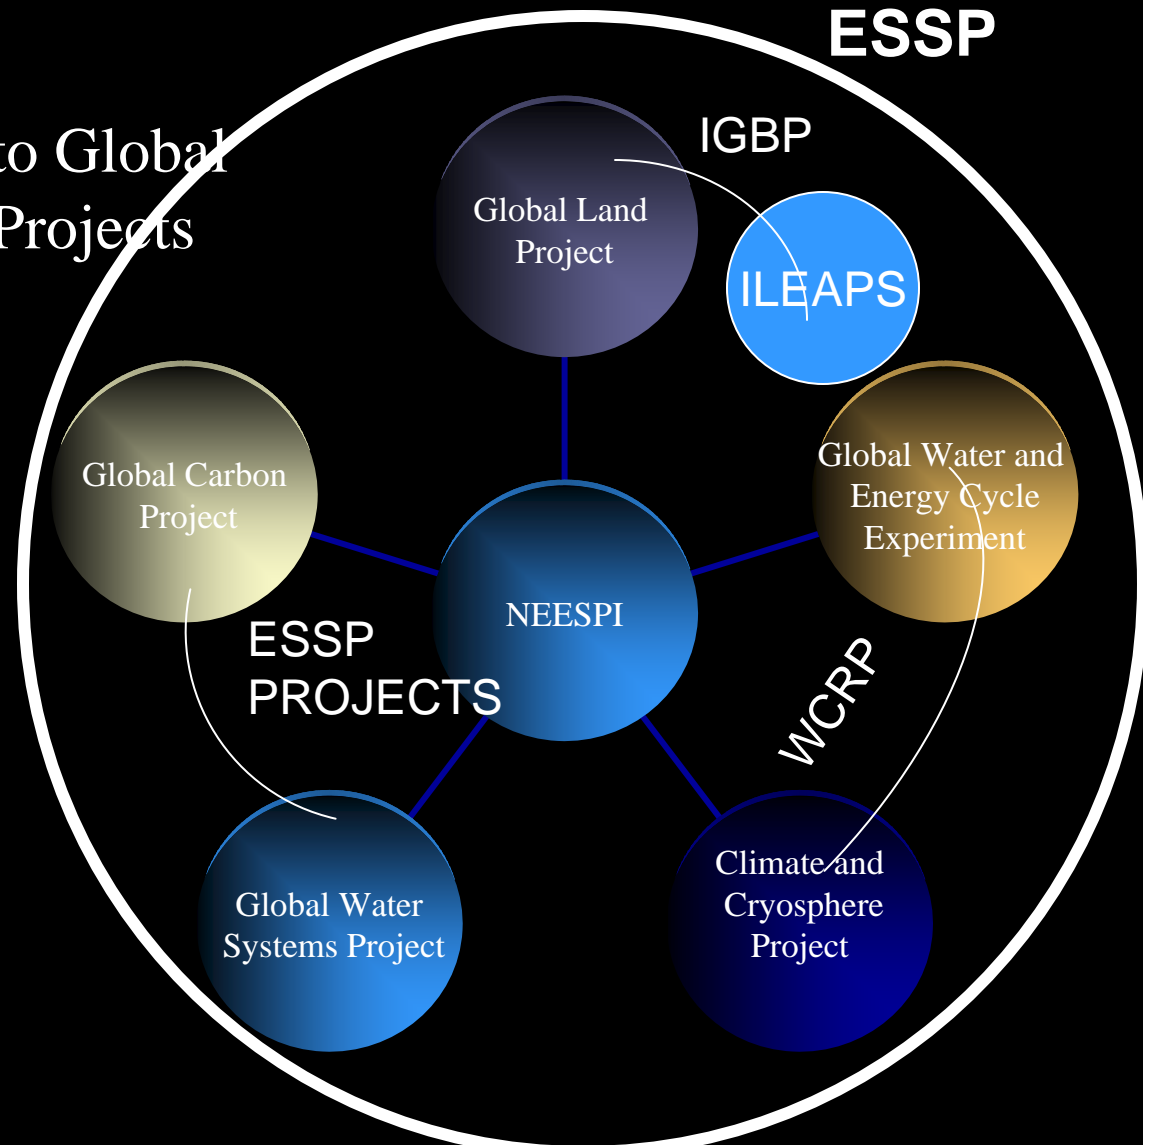 ESSP
to Global
Projects
IGBP
Global Land
Project
ILEAPS
Global Carbon
Project
Global Water and
Energy Cycle
Experiment
NEESPI
ESSP
PROJECTS
WCRP
Global Water
Systems Project
Climate and
Cryosphere
Project